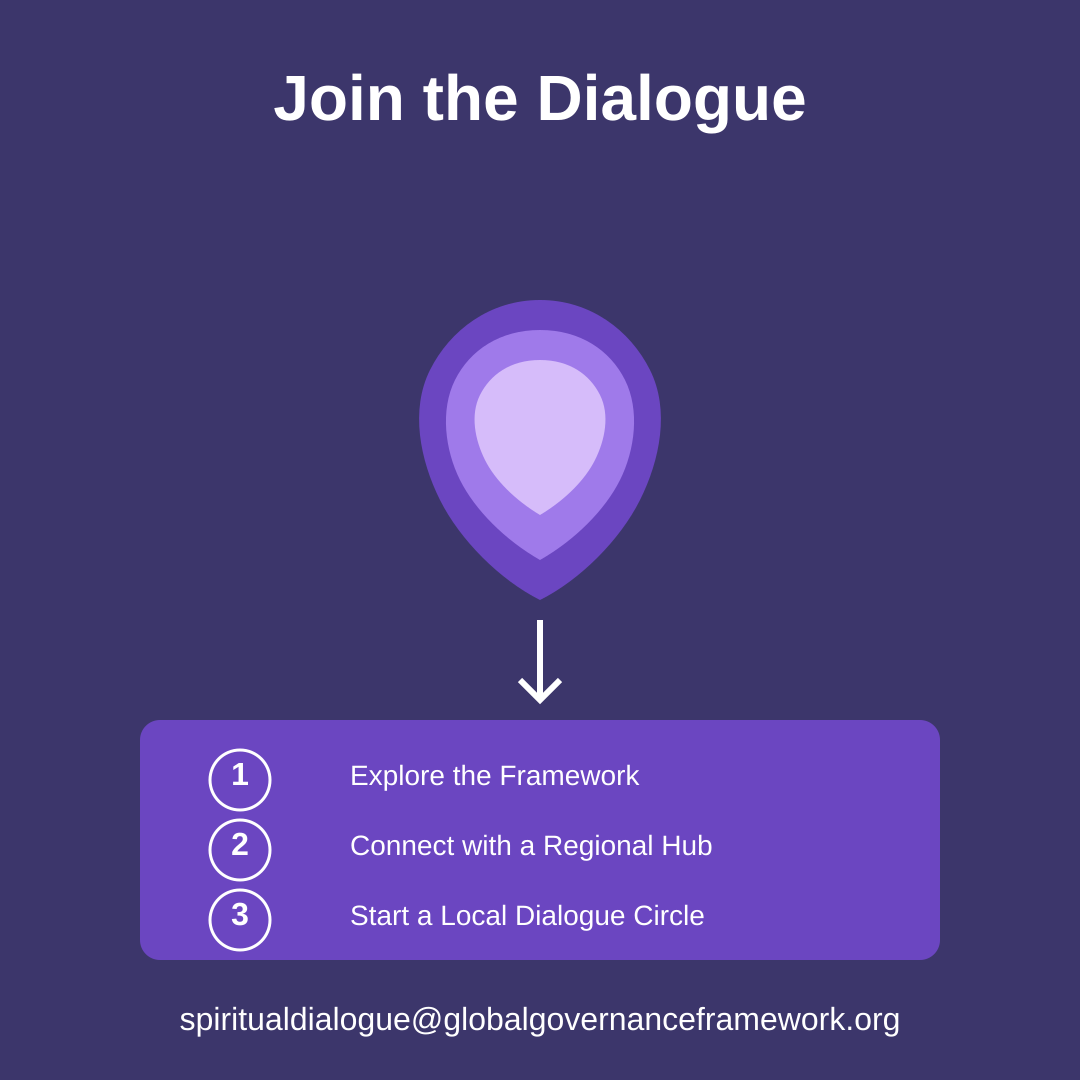 Join the Dialogue
1 Explore the Framework
2 Connect with a Regional Hub
3 Start a Local Dialogue Circle
spiritualdialogue@globalgovernanceframework.org